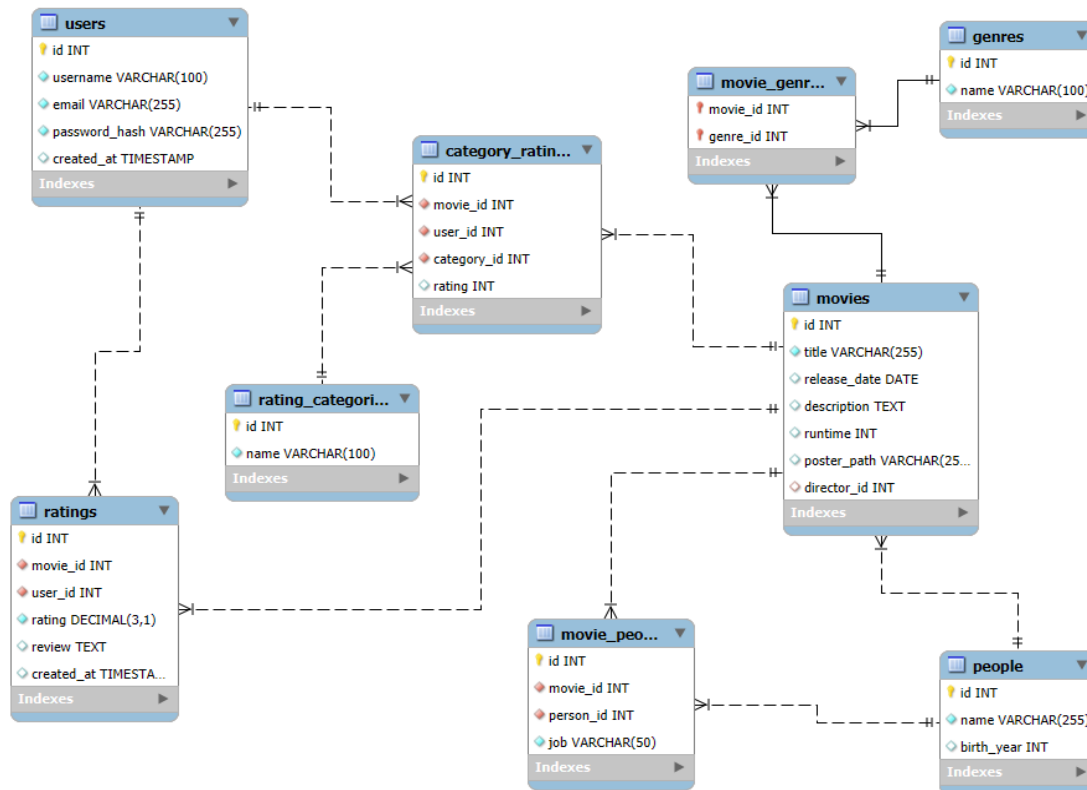 users
id INT
username VARCHAR(100)
email VARCHAR(255)
password_hash VARCHAR(255)
created_at TIMESTAMP
Indexes
genres
id INT
name VARCHAR(100)
Indexes
movie_genr...
movie_id INT
genre_id INT
Indexes
category_ratin...
id INT
movie_id INT
user_id INT
category_id INT
rating INT
Indexes
movies
id INT
title VARCHAR(255)
release_date DATE
description TEXT
runtime INT
poster_path VARCHAR(25...
director_id INT
Indexes
rating_categori...
id INT
name VARCHAR(100)
Indexes
ratings
id INT
movie_id INT
user_id INT
rating DECIMAL(3,1)
review TEXT
created_at TIMESTA...
Indexes
movie_peo...
id INT
movie_id INT
person_id INT
job VARCHAR(50)
Indexes
people
id INT
name VARCHAR(255)
birth_year INT
Indexes